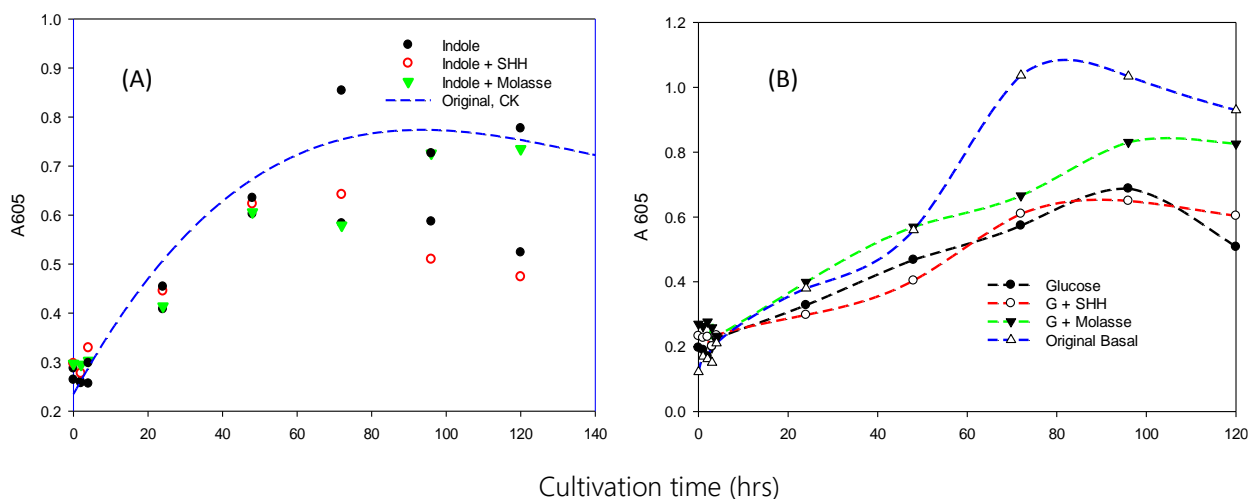 (A)
Indole
Indole + SHH
Indole + Molasse
Original, CK
A605
1.0
0.9
0.8
0.7
0.6
0.5
0.4
0.3
0.2
0 20 40 60 80 100 120 140
(B)
Glucose
G + SHH
G + Molasse
Original Basal
A 605
1.2
1.0
0.8
0.6
0.4
0.2
0.0
0 20 40 60 80 100 120
Cultivation time (hrs)